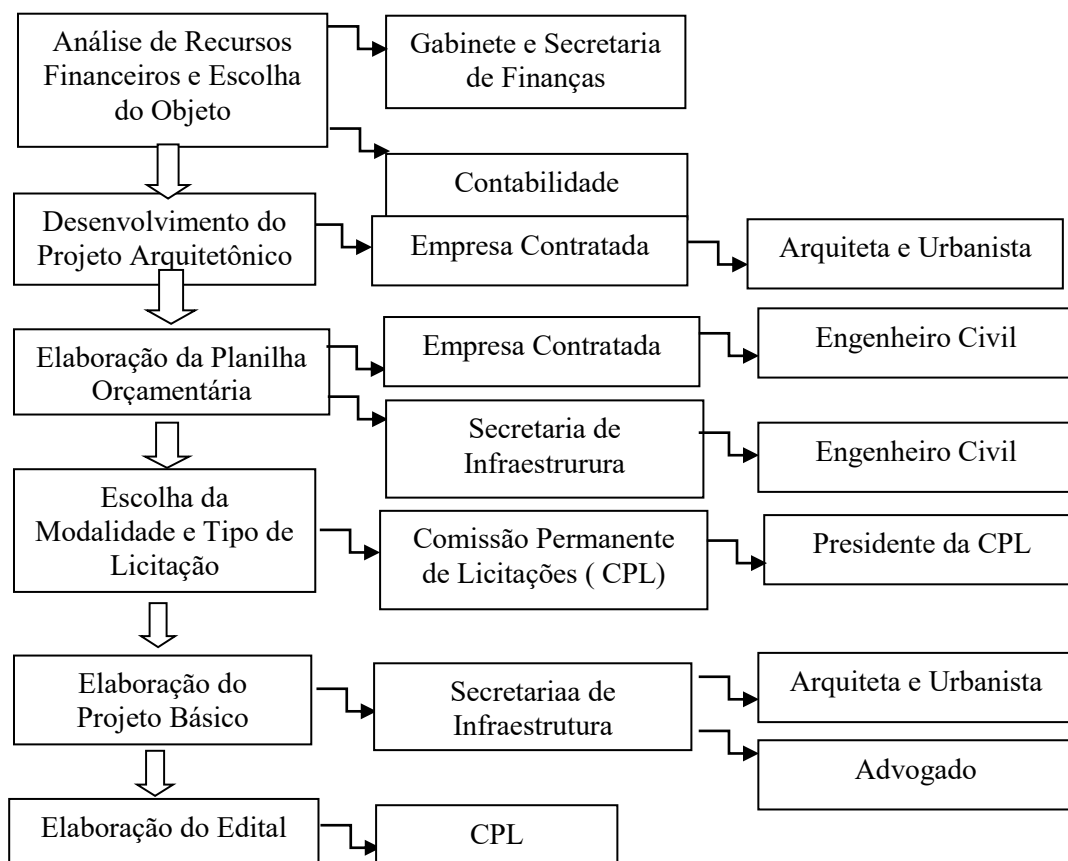 Análise de Recursos
Financeiros e Escolha
do Objeto
Gabinete e Secretaria
de Finanças
Contabilidade
Desenvolvimento do
Projeto Arquitetônico
Empresa Contratada
Arquiteta e Urbanista
Elaboração da Planilha
Orçamentária
Empresa Contratada
Engenheiro Civil
Secretaria de
Infraestrurura
Engenheiro Civil
Escolha da
Modalidade e Tipo de
Licitação
Comissão Permanente
de Licitações ( CPL)
Presidente da CPL
Elaboração do
Projeto Básico
Secretariaa de
Infraestrutura
Arquiteta e Urbanista
Advogado
Elaboração do Edital
CPL